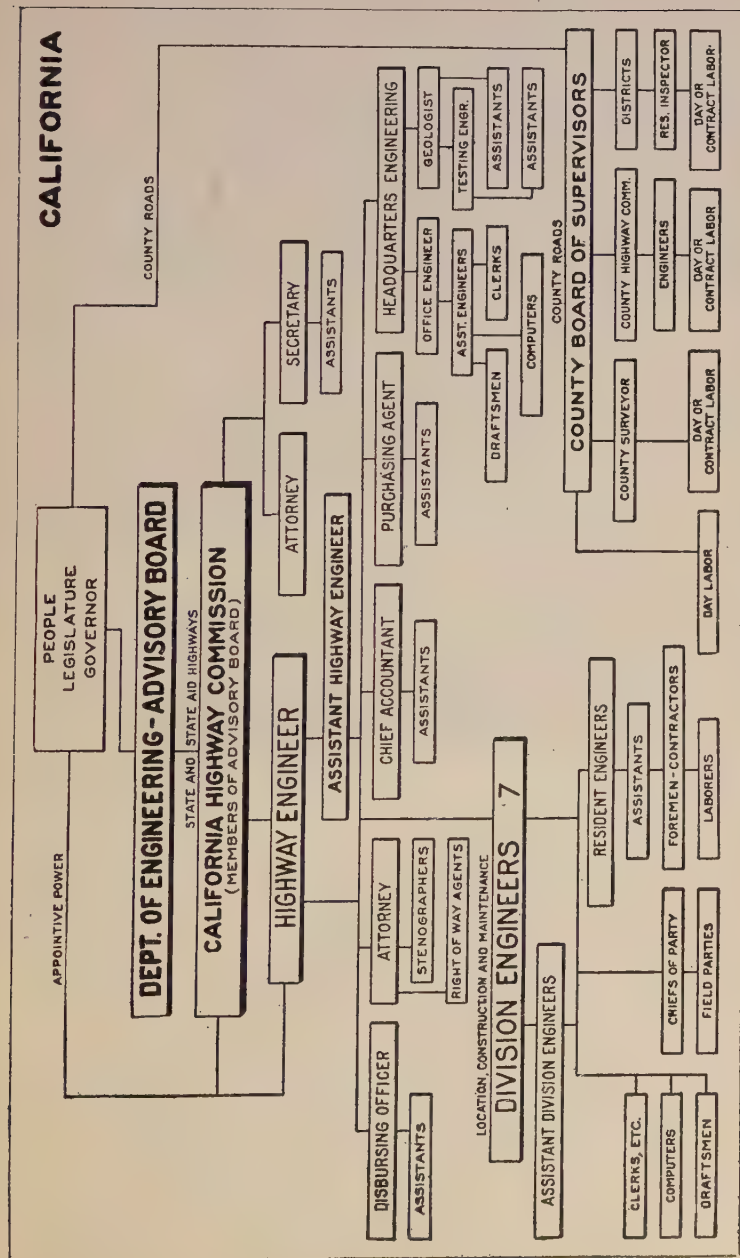 CALIFORNIA
PEOPLE
LEGISLATURE
GOVERNOR
APPOINTIVE POWER
COUNTY ROADS
DEPT. OF ENGINEERING-ADVISORY BOARD
STATE AND STATE AID HIGHWAYS
CALIFORNIA HIGHWAY COMMISSION
(MEMBERS OF ADVISORY BOARD)
HIGHWAY ENGINEER
ATTORNEY
SECRETARY
ASSISTANTS
ASSISTANT HIGHWAY ENGINEER
DISBURSING OFFICER
ASSISTANTS
ATTORNEY
STENOGRAPHERS
RIGHT OF WAY AGENTS
CHIEF ACCOUNTANT
ASSISTANTS
PURCHASING AGENT
ASSISTANTS
HEADQUARTERS ENGINEERING
OFFICE ENGINEER
ASST. ENGINEERS
DRAFTSMEN
CLERKS
COMPUTERS
GEOLOGIST
TESTING ENGR.
ASSISTANTS
ASSISTANTS
LOCATION, CONSTRUCTION AND MAINTENANCE
DIVISION ENGINEERS 7
ASSISTANT DIVISION ENGINEERS
CLERKS, ETC.
COMPUTERS
DRAFTSMEN
CHIEFS OF PARTY
FIELD PARTIES
RESIDENT ENGINEERS
ASSISTANTS
FOREMEN-CONTRACTORS
LABORERS
COUNTY ROADS
COUNTY BOARD OF SUPERVISORS
DAY LABOR
COUNTY SURVEYOR
DAY OR
CONTRACT LABOR
COUNTY HIGHWAY COMM.
ENGINEERS
DAY OR
CONTRACT LABOR
DISTRICTS
RES. INSPECTOR
DAY OR
CONTRACT LABOR.